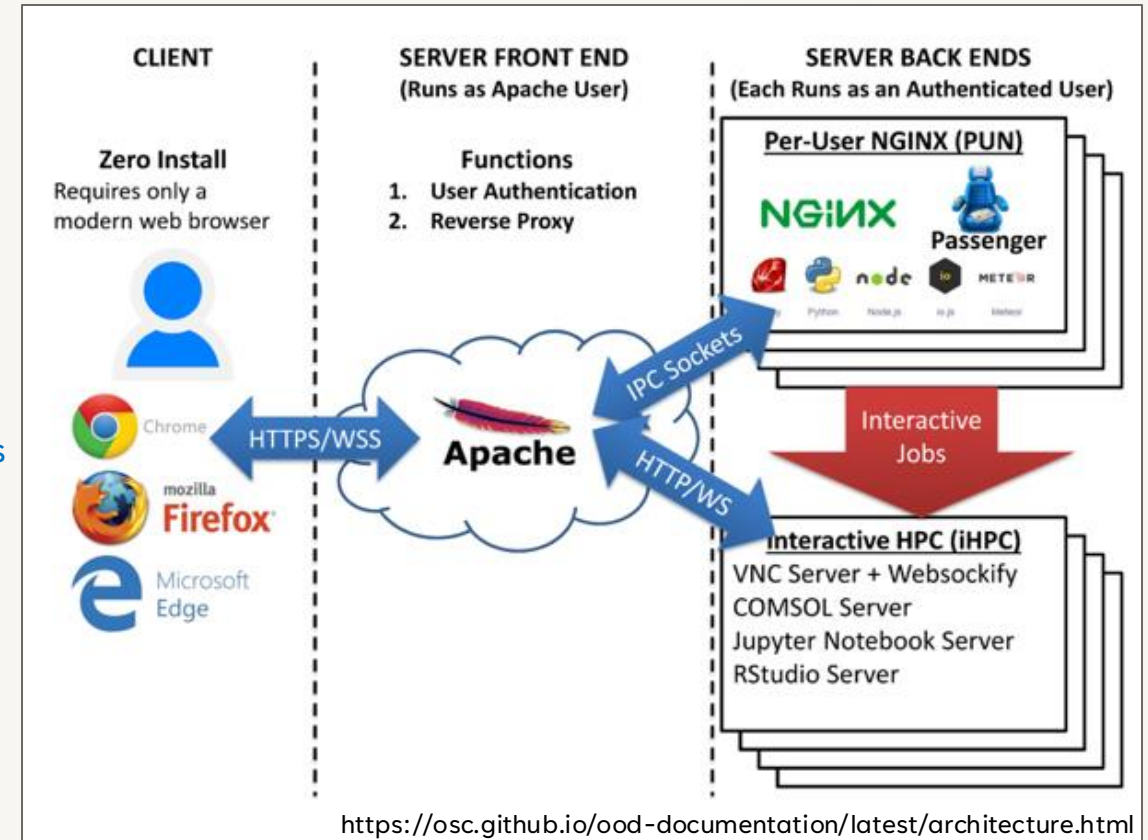 CLIENT
Zero Install
Requires only a
modern web browser
Chrome
mozilla
Firefox
Microsoft
Edge
HTTPS/WSS
SERVER FRONT END
(Runs as Apache User)
Functions
1. User Authentication
2. Reverse Proxy
Apache
IPC Sockets
HTTP/WS
SERVER BACK ENDS
(Each Runs as an Authenticated User)
Per-User NGINX (PUN)
NGINX
Passenger
node
io
METEOR
Python
Node.js
io.js
Meteor
Interactive
Jobs
Interactive HPC (iHPC)
VNC Server + Websockify
COMSOL Server
Jupyter Notebook Server
RStudio Server
s
https://osc.github.io/ood-documentation/latest/architecture.html